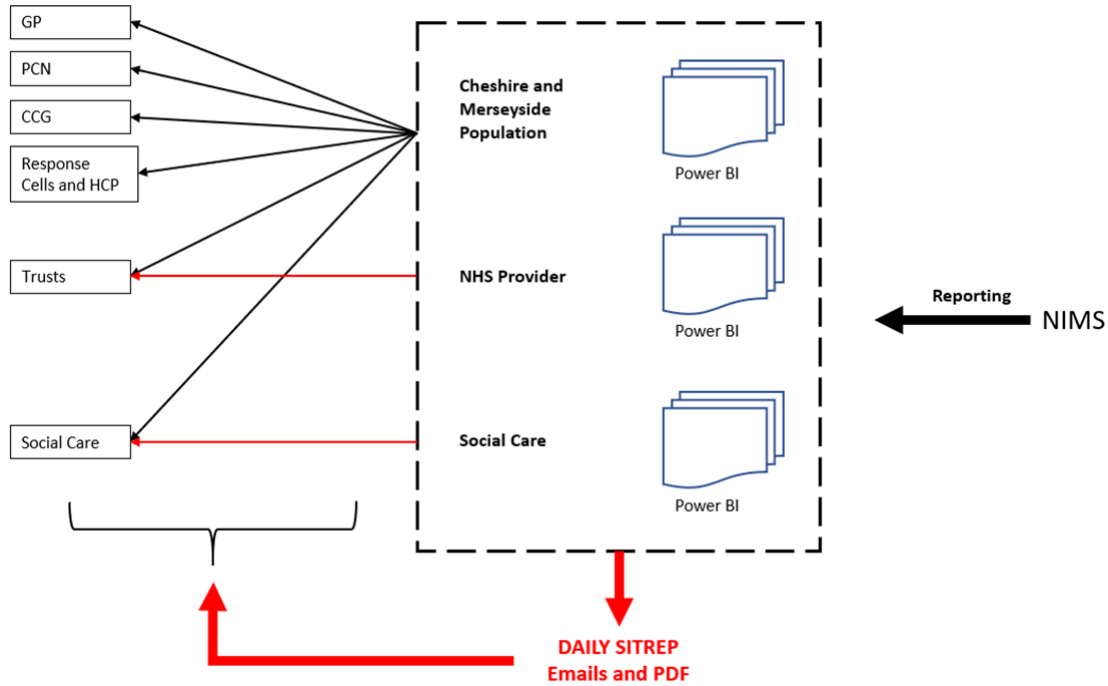 GP
PCN
CCG
Response
Cells and HCP
Trusts
Social Care
Cheshire and
Merseyside
Population
Power BI
NHS Provider
Power BI
Social Care
Power BI
Reporting
NIMS
DAILY SITREP
Emails and PDF